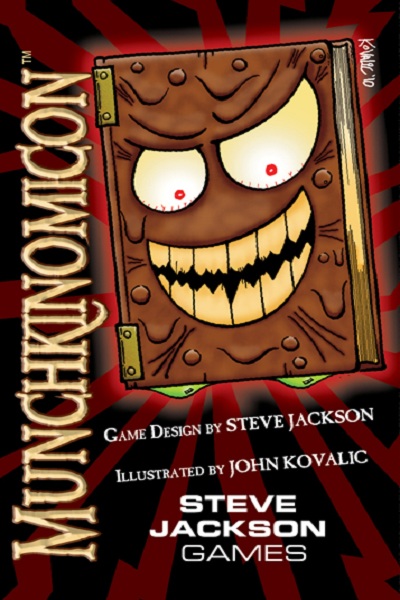 MUNCHKINOMICON™
KOVALIC '10
GAME DESIGN BY STEVE JACKSON
ILLUSTRATED BY JOHN KOVALIC
STEVE
JACKSON
GAMES